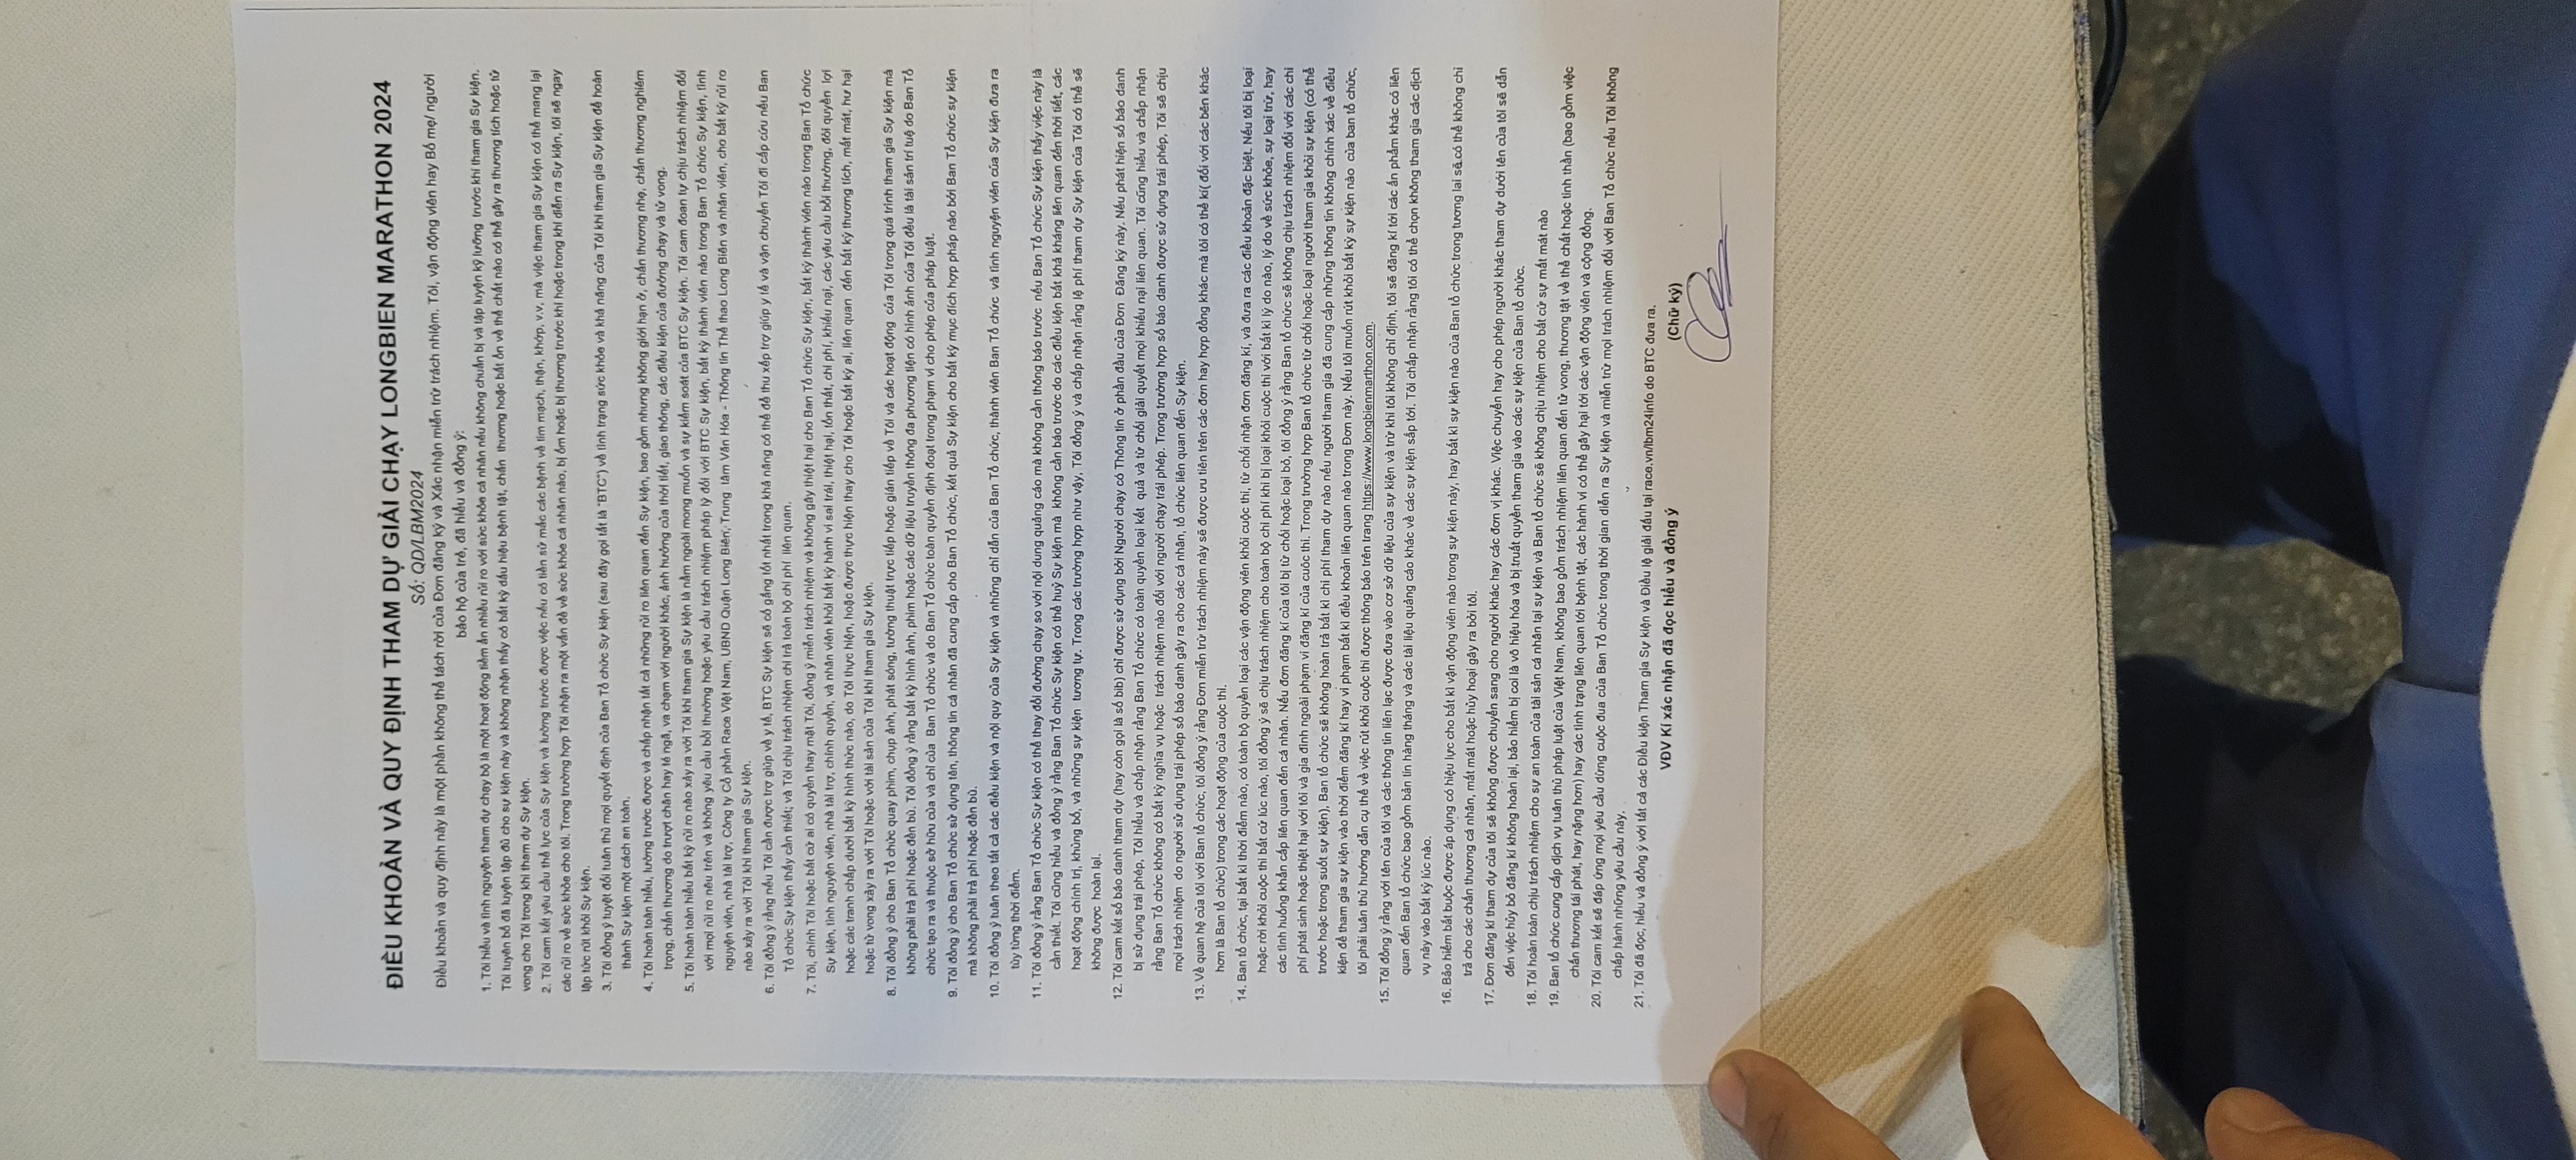 ĐIỀU KHOẢN VÀ QUY ĐỊNH THAM DỰ GIẢI CHẠY LONGBIEN MARATHON 2024
Số: QD/LBM2024
Điều khoản và quy định này là một phần không thể tách rời của Đơn đăng ký và Xác nhận miễn trừ trách nhiệm. Tôi, vận động viên hay Bố mẹ/ người
bảo hộ của trẻ, đã hiểu và đồng ý:
1. Tôi hiểu và tình nguyện tham dự chạy bộ là một hoạt động tiềm ẩn nhiều rủi ro với sức khỏe cá nhân nếu không chuẩn bị và tập luyện kỹ lưỡng trước khi tham gia Sự kiện.
Tôi tuyên bố đã luyện tập đủ cho sự kiện này và không nhận thấy có bất kỳ dấu hiệu bệnh tật, chấn thương hoặc bất ổn về thể chất nào có thể gây ra thương tích hoặc tử
vong cho Tôi trong khi tham dự Sự kiện.
2. Tôi cam kết yêu cầu thể lực của Sự kiện và lường trước được việc nếu có tiền sử mắc các bệnh về tim mạch, thận, khớp, v.v, mà việc tham gia Sự kiện có thể mang lại
các rủi ro về sức khỏe cho tôi. Trong trường hợp Tôi nhận ra một vấn đề về sức khỏe cá nhân nào, bị ốm hoặc bị thương trước khi hoặc trong khi diễn ra Sự kiện, tôi sẽ ngay
lập tức rút khỏi Sự kiện.
3. Tôi đồng ý tuyệt đối tuân thủ mọi quyết định của Ban Tổ chức Sự kiện (sau đây gọi tắt là "BTC") về tình trạng sức khỏe và khả năng của Tôi khi tham gia Sự kiện để hoàn
thành Sự kiện một cách an toàn.
4. Tôi hoàn toàn hiểu, lường trước được và chấp nhận tất cả những rủi ro liên quan đến Sự kiện, bao gồm nhưng không giới hạn ở, chấn thương nhẹ, chấn thương nghiêm
trọng, chấn thương do trượt chân hay té ngã, va chạm với người khác, ảnh hưởng của thời tiết, giao thông, các điều kiện của đường chạy và tử vong.
5. Tôi hoàn toàn hiểu bất kỳ rủi ro nào xảy ra với Tôi khi tham gia Sự kiện là nằm ngoài mong muốn và sự kiểm soát của BTC Sự kiện. Tôi cam đoan tự chịu trách nhiệm đối
với mọi rủi ro nêu trên và không yêu cầu bồi thường hoặc yêu cầu trách nhiệm pháp lý đối với BTC Sự kiện, bất kỳ thành viên nào trong Ban Tổ chức Sự kiện, tình
nguyện viên, nhà tài trợ, Công ty Cổ phần Race Việt Nam, UBND Quận Long Biên, Trung tâm Văn Hóa - Thông tin Thể thao Long Biên và nhân viên, cho bất kỳ rủi ro
nào xảy ra với Tôi khi tham gia Sự kiện.
6. Tôi đồng ý rằng nếu Tôi cần được trợ giúp về y tế, BTC Sự kiện sẽ cố gắng tốt nhất trong khả năng có thể để thu xếp trợ giúp y tế và vận chuyển Tôi đi cấp cứu nếu Ban
Tổ chức Sự kiện thấy cần thiết; và Tôi chịu trách nhiệm chi trả toàn bộ chi phí liên quan.
7. Tôi, chính Tôi hoặc bất cứ ai có quyền thay mặt Tôi, đồng ý miễn trách nhiệm và không gây thiệt hại cho Ban Tổ chức Sự kiện, bất kỳ thành viên nào trong Ban Tổ chức
Sự kiện, tình nguyện viên, nhà tài trợ, chính quyền, và nhân viên khỏi bất kỳ hành vi sai trái, thiệt hại, tổn thất, chi phí, khiếu nại, các yêu cầu bồi thường, đòi quyền lợi
hoặc các tranh chấp dưới bất kỳ hình thức nào, do Tôi thực hiện, hoặc được thực hiện thay cho Tôi hoặc bất kỳ ai, liên quan đến bất kỳ thương tích, mất mát, hư hại
hoặc tử vong xảy ra với Tôi hoặc với tài sản của Tôi khi tham gia Sự kiện.
8. Tôi đồng ý cho Ban Tổ chức quay phim, chụp ảnh, phát sóng, tường thuật trực tiếp hoặc gián tiếp về Tôi và các hoạt động của Tôi trong quá trình tham gia Sự kiện mà
không phải trả phí hoặc đền bù. Tôi đồng ý rằng bất kỳ hình ảnh, phim hoặc các dữ liệu truyền thông đa phương tiện có hình ảnh của Tôi đều là tài sản trí tuệ do Ban Tổ
chức tạo ra và thuộc sở hữu của và chỉ của Ban Tổ chức và do Ban Tổ chức toàn quyền định đoạt trong phạm vi cho phép của pháp luật.
9. Tôi đồng ý cho Ban Tổ chức sử dụng tên, thông tin cá nhân đã cung cấp cho Ban Tổ chức, kết quả Sự kiện cho bất kỳ mục đích hợp pháp nào bởi Ban Tổ chức sự kiện
mà không phải trả phí hoặc đền bù.
10. Tôi đồng ý tuân theo tất cả các điều kiện và nội quy của Sự kiện và những chỉ dẫn của Ban Tổ chức, thành viên Ban Tổ chức và tình nguyện viên của Sự kiện đưa ra
tùy từng thời điểm.
11. Tôi đồng ý rằng Ban Tổ chức Sự kiện có thể thay đổi đường chạy so với nội dung quảng cáo mà không cần thông báo trước nếu Ban Tổ chức Sự kiện thấy việc này là
cần thiết. Tôi cũng hiểu và đồng ý rằng Ban Tổ chức Sự kiện có thể huỷ Sự kiện mà không cần báo trước do các điều kiện bất khả kháng liên quan đến thời tiết, các
hoạt động chính trị, khủng bố, và những sự kiện tương tự. Trong các trường hợp như vậy, Tôi đồng ý và chấp nhận rằng lệ phí tham dự Sự kiện của Tôi có thể sẽ
không được hoàn lại.
12. Tôi cam kết số báo danh tham dự (hay còn gọi là số bib) chỉ được sử dụng bởi Người chạy có Thông tin ở phần đầu của Đơn Đăng ký này. Nếu phát hiện số báo danh
bị sử dụng trái phép, Tôi hiểu và chấp nhận rằng Ban Tổ chức có toàn quyền loại kết quả và từ chối giải quyết mọi khiếu nại liên quan. Tôi cũng hiểu và chấp nhận
rằng Ban Tổ chức không có bất kỳ nghĩa vụ hoặc trách nhiệm nào đối với người chạy trái phép. Trong trường hợp số báo danh được sử dụng trái phép, Tôi sẽ chịu
mọi trách nhiệm do người sử dụng trái phép số báo danh gây ra cho các cá nhân, tổ chức liên quan đến Sự kiện.
13. Về quan hệ của tôi với Ban tổ chức, tôi đồng ý rằng Đơn miễn trừ trách nhiệm này sẽ được ưu tiên trên các đơn hay hợp đồng khác mà tôi có thể kí( đối với các bên khác
hơn là Ban tổ chức) trong các hoạt động của cuộc thi.
14. Ban tổ chức, tại bất kì thời điểm nào, có toàn bộ quyền loại các vận động viên khỏi cuộc thi, từ chối nhận đơn đăng kí, và đưa ra các điều khoản đặc biệt. Nếu tôi bị loại
hoặc rời khỏi cuộc thi bất cứ lúc nào, tôi đồng ý sẽ chịu trách nhiệm cho toàn bộ chi phí khi bị loại khỏi cuộc thi với bất kì lý do nào, lý do về sức khỏe, sự loại trừ, hay
các tình huống khẩn cấp liên quan đến cá nhân. Nếu đơn đăng kí của tôi bị từ chối hoặc loại bỏ, tôi đồng ý rằng Ban tổ chức sẽ không chịu trách nhiệm đối với các chi
phí phát sinh hoặc thiệt hại với tôi và gia đình ngoài phạm vi đăng kí của cuôc thi. Trong trường hợp Ban tổ chức từ chối hoặc loại người tham gia khỏi sự kiện (có thể
trước hoặc trong suốt sự kiện), Ban tổ chức sẽ không hoàn trả bất kì chi phí tham dự nào nếu người tham gia đã cung cấp những thông tin không chính xác về điều
kiện để tham gia sự kiện vào thời điểm đăng kí hay vi phạm bất kì điều khoản liên quan nào trong Đơn này. Nếu tôi muốn rút khỏi bất kỳ sự kiện nào của ban tổ chức,
tôi phải tuân thủ hướng dẫn cụ thể về việc rút khỏi cuộc thi được thông báo trên trang https://www.longbienmarthon.com.
15. Tôi đồng ý rằng với tên của tôi và các thông tin liên lạc được đưa vào cơ sở dữ liệu của sự kiện và trừ khi tôi không chỉ định, tôi sẽ đăng kí tới các ấn phẩm khác có liên
quan đến Ban tổ chức bao gồm bản tin hàng tháng và các tài liệu quảng cáo khác về các sự kiện sắp tới. Tôi chấp nhận rằng tôi có thể chọn không tham gia các dịch
vụ này vào bất kỳ lúc nào.
16. Bảo hiểm bắt buộc được áp dụng có hiệu lực cho bất kì vận động viên nào trong sự kiện này, hay bất kì sự kiện nào của Ban tổ chức trong tương lai sẽ có thể không chi
trả cho các chấn thương cá nhân, mất mát hoặc hủy hoại gây ra bởi tôi.
17. Đơn đăng kí tham dự của tôi sẽ không được chuyển sang cho người khác hay các đơn vị khác. Việc chuyển hay cho phép người khác tham dự dưới tên của tôi sẽ dẫn
đến việc hủy bỏ đăng kí không hoàn lại, bảo hiểm bị coi là vô hiệu hóa và bị truất quyền tham gia vào các sự kiện của Ban tổ chức.
18. Tôi hoàn toàn chịu trách nhiệm cho sự an toàn của tài sản cá nhân tại sự kiện và Ban tổ chức sẽ không chịu nhiệm cho bất cứ sự mất mát nào
19. Ban tổ chức cung cấp dịch vụ tuân thủ pháp luật của Việt Nam, không bao gồm trách nhiệm liên quan đến tử vong, thương tật về thể chất hoặc tinh thần (bao gồm việc
chấn thương tái phát, hay nặng hơn) hay các tình trạng liên quan tới bệnh tật, các hành vi có thể gây hại tới các vận động viên và cộng đồng.
20. Tôi cam kết sẽ đáp ứng mọi yêu cầu dừng cuộc đua của Ban Tổ chức trong thời gian diễn ra Sự kiện và miễn trừ mọi trách nhiệm đối với Ban Tổ chức nếu Tôi không
chấp hành những yêu cầu này.
21. Tôi đã đọc, hiểu và đồng ý với tất cả các Điều kiện Tham gia Sự kiện và Điều lệ giải đấu tại race.vn/lbm24info do BTC đưa ra.
VĐV Kí xác nhận đã đọc hiểu và đồng ý (Chữ ký)